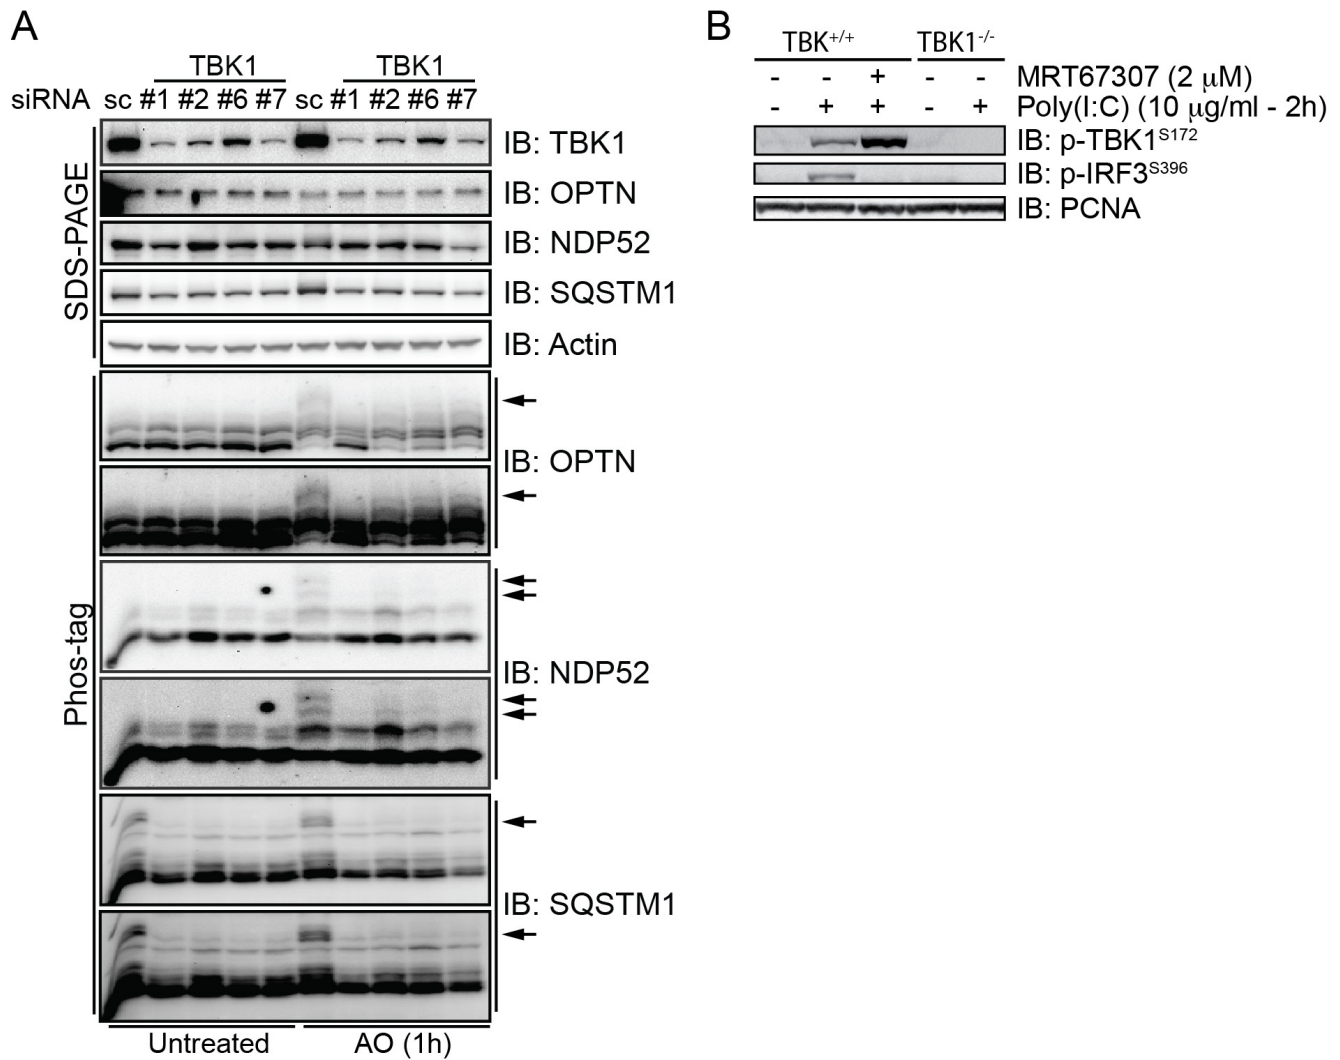 A
TBK1 TBK1
siRNA sc #1 #2 #6 #7 sc #1 #2 #6 #7
SDS-PAGE
IB: TBK1
IB: OPTN
IB: NDP52
IB: SQSTM1
IB: Actin
Phos-tag
IB: OPTN
IB: NDP52
IB: SQSTM1
Untreated AO (1h)
B
TBK+/+ TBK1-/-
- - + - - MRT67307 (2 μM)
- + + - + Poly(I:C) (10 μg/ml - 2h)
IB: p-TBK1S172
IB: p-IRF3S396
IB: PCNA